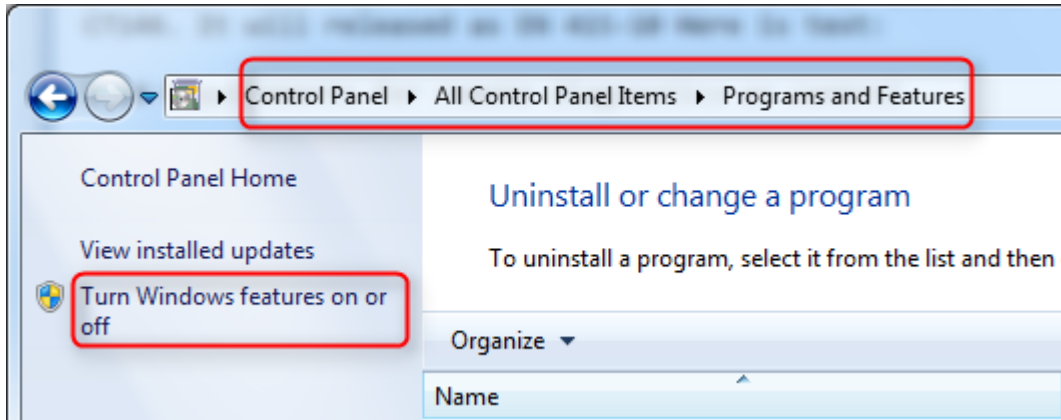 Control Panel All Control Panel Items Programs and Features
Control Panel Home
View installed updates
Turn Windows features on or
off
Uninstall or change a program
To uninstall a program, select it from the list and then
Organize
Name